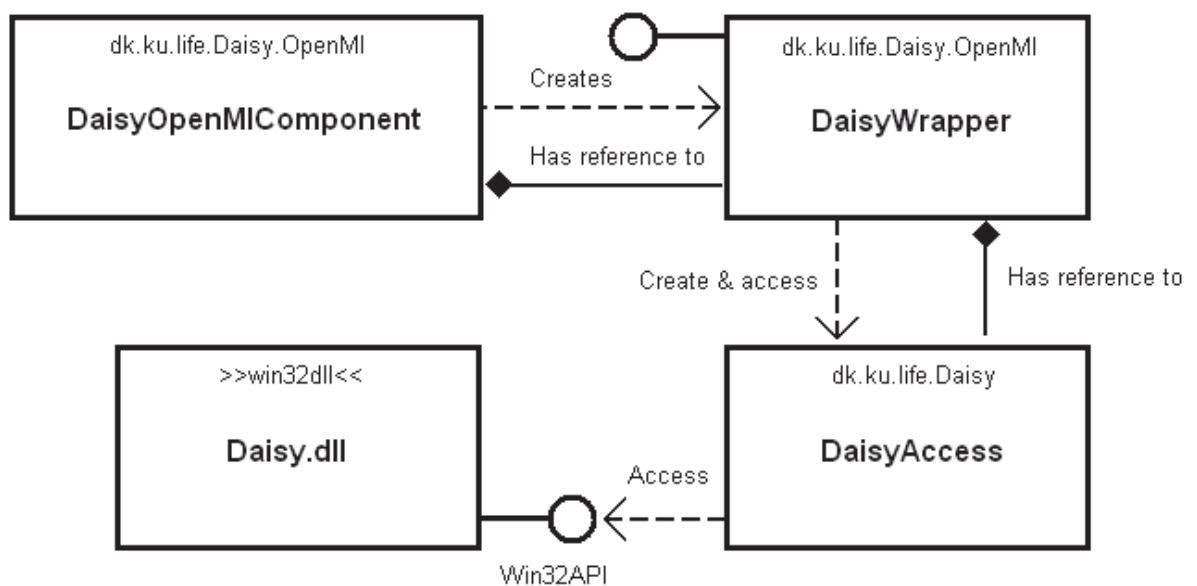 dk.ku.life.Daisy.OpenMI
DaisyOpenMIComponent
Creates
Has reference to
dk.ku.life.Daisy.OpenMI
DaisyWrapper
Create & access
Has reference to
>>win32dll<<
Daisy.dll
Win32API
Access
dk.ku.life.Daisy
DaisyAccess